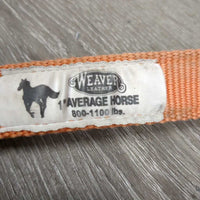 WEAVER
LEATHER
1" AVERAGE HORSE
800-1100 lbs.